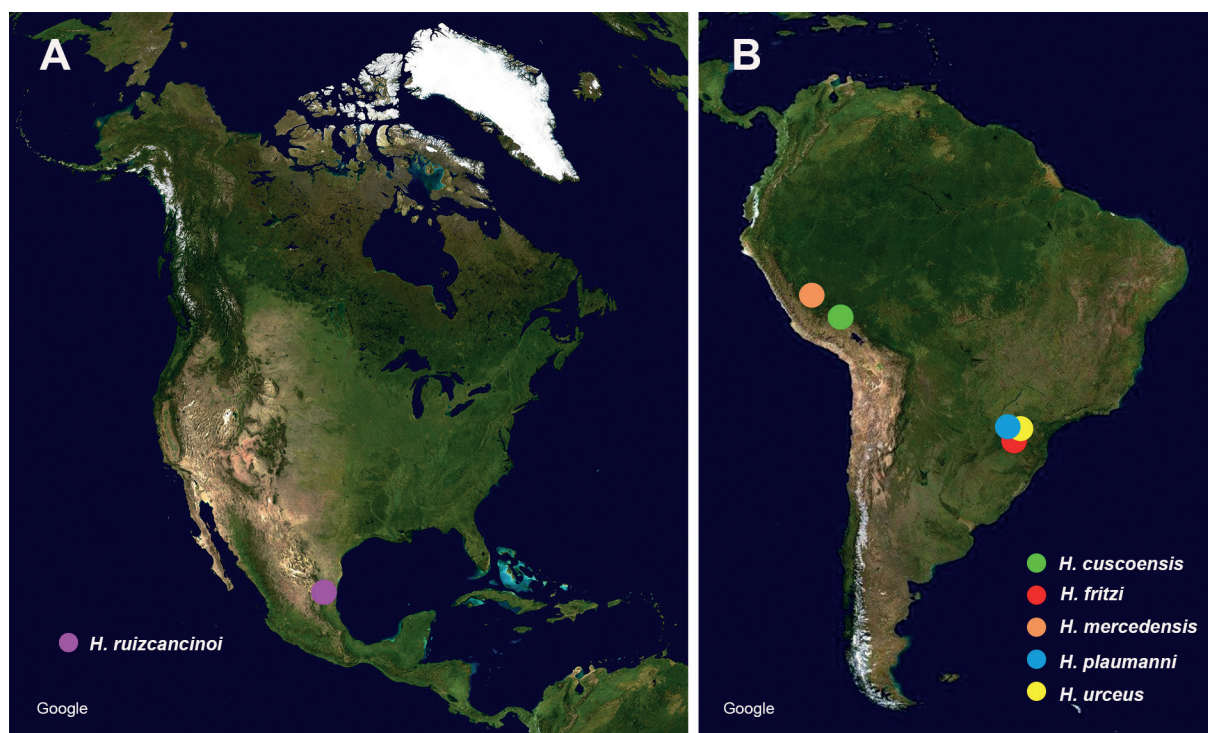 A
H. ruizcancinoi
Google
B
H. cuscoensis
H. fritzi
H. mercedensis
H. plaumanni
H. urceus
Google